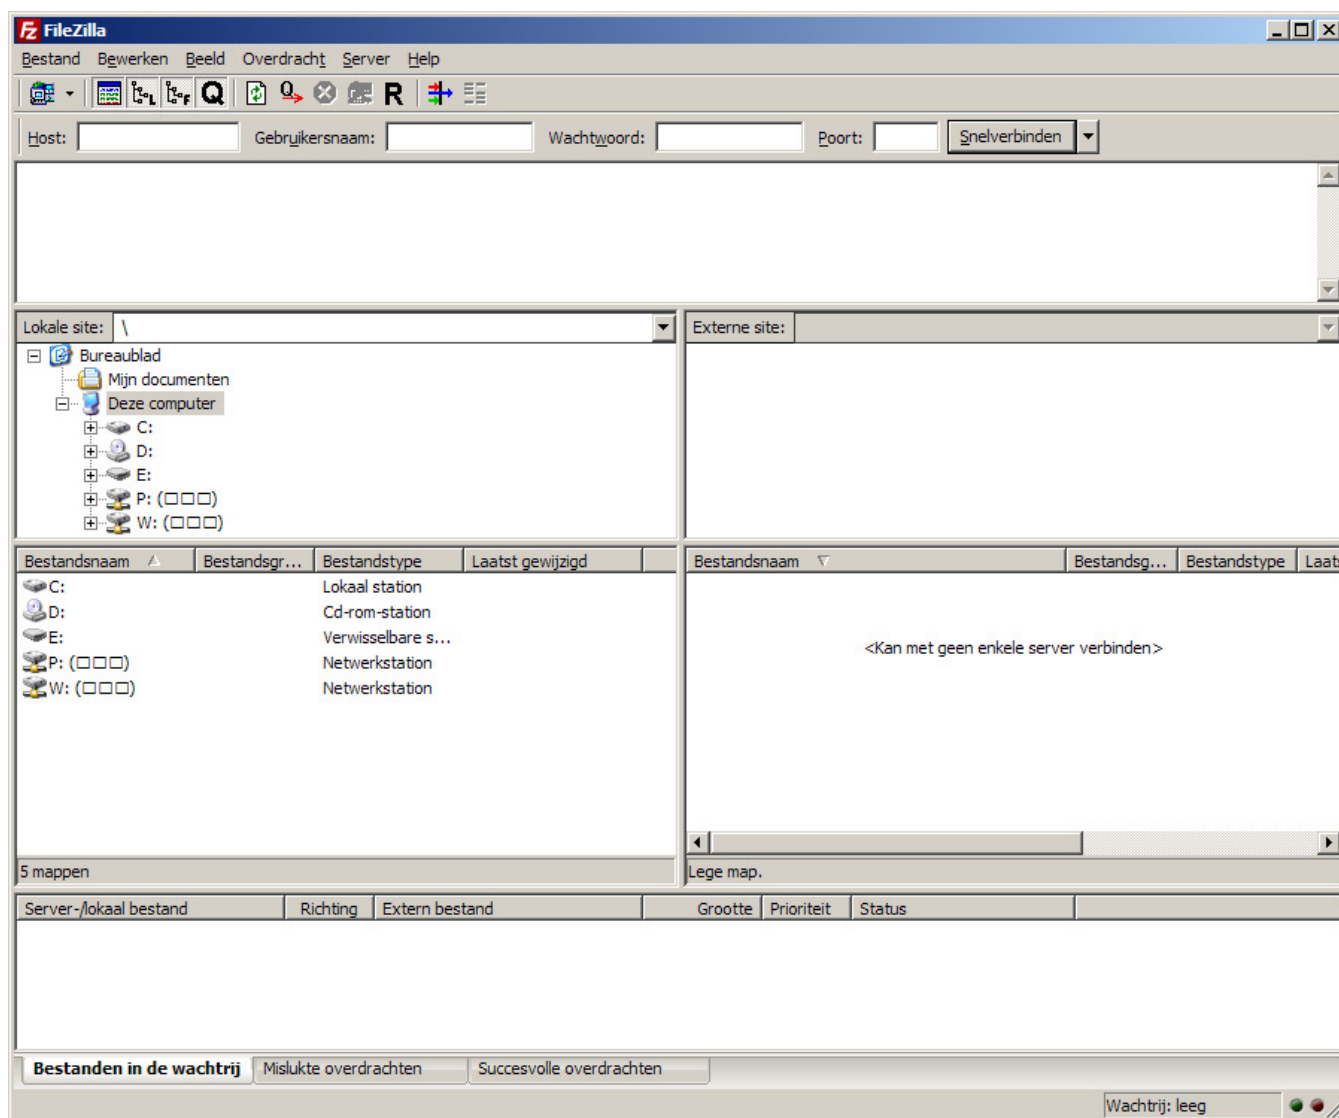 FileZilla
Bestand Bewerken Beeld Overdracht Server Help
Host: Gebruikersnaam: Wachtwoord: Poort: Snelverbinden
Lokale site: \
Externe site:
Bureaublad
Mijn documenten
Deze computer
C:
D:
E:
P: (□□□)
W: (□□□)
Bestandsnaam Bestandsgr... Bestandstype Laatst gewijzigd
C: Lokaal station
D: Cd-rom-station
E: Verwisselbare s...
P: (□□□) Netwerkstation
W: (□□□) Netwerkstation
5 mappen
Bestandsnaam Bestandsg... Bestandstype Laats
<Kan met geen enkele server verbinden>
Lege map.
Server-/lokaal bestand Richting Extern bestand Grootte Prioriteit Status
Bestanden in de wachtrij Mislukte overdrachten Succesvolle overdrachten
Wachtrij: leeg